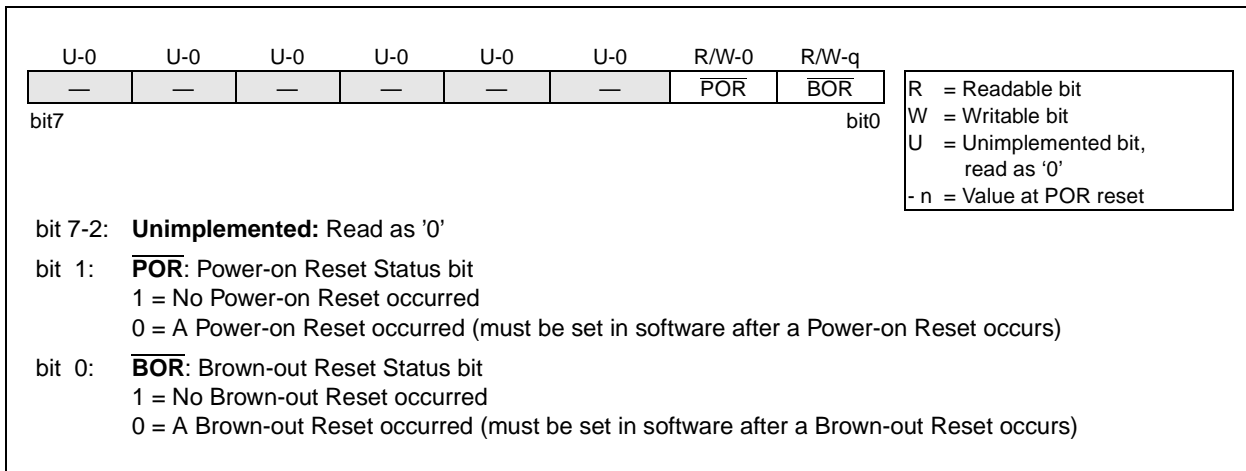 U-0 U-0 U-0 U-0 U-0 U-0 R/W-0 R/W-q
— — — — — — P̅O̅R̅ B̅O̅R̅
bit7 bit0
R = Readable bit
W = Writable bit
U = Unimplemented bit,
read as ‘0’
- n = Value at POR reset
bit 7-2: Unimplemented: Read as '0'
bit 1: P̅O̅R̅: Power-on Reset Status bit
1 = No Power-on Reset occurred
0 = A Power-on Reset occurred (must be set in software after a Power-on Reset occurs)
bit 0: B̅O̅R̅: Brown-out Reset Status bit
1 = No Brown-out Reset occurred
0 = A Brown-out Reset occurred (must be set in software after a Brown-out Reset occurs)